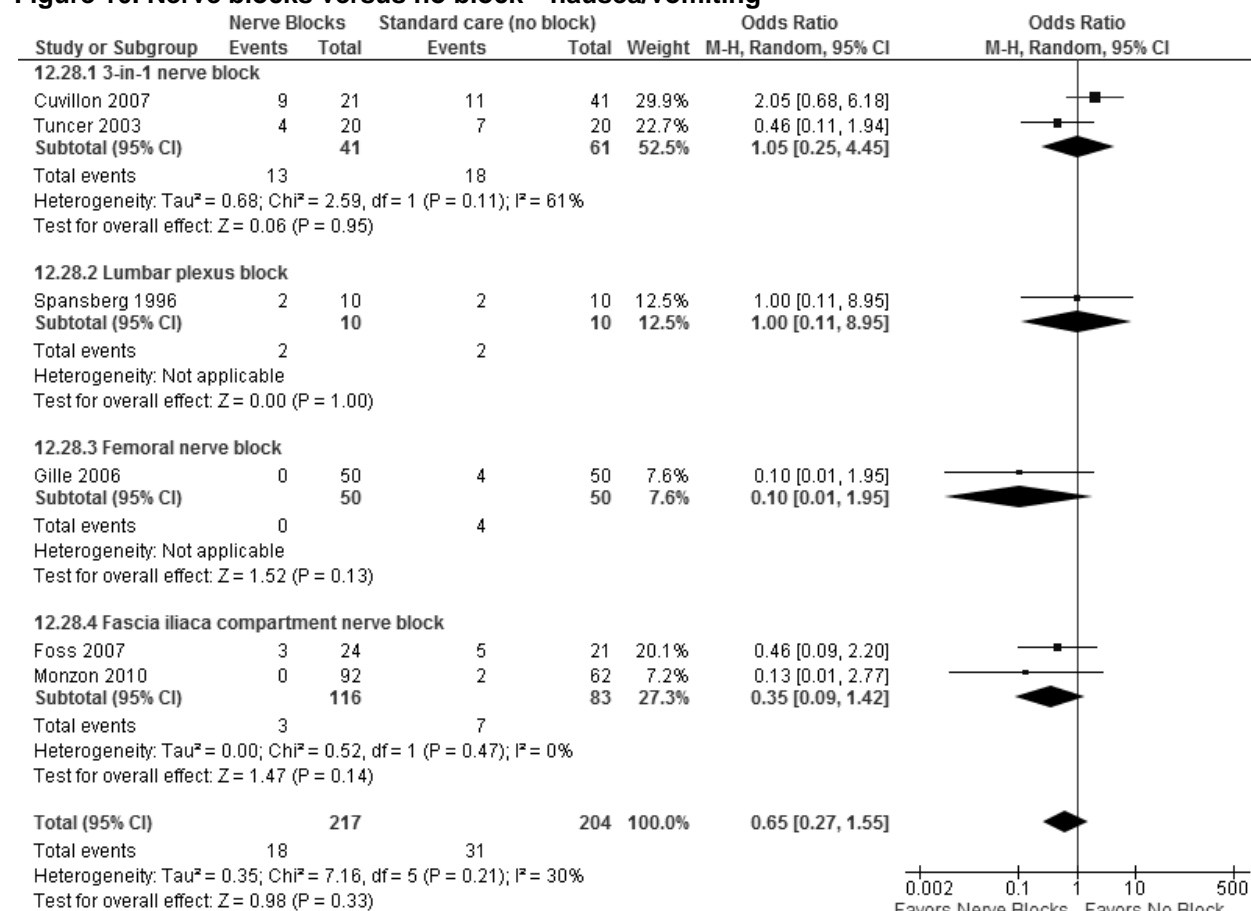 Figure 10. Nerve blocks versus no block - nausea/vomiting
Nerve Blocks Standard care (no block) Odds Ratio Odds Ratio
Study or Subgroup Events Total Events Total Weight M-H, Random, 95% CI M-H, Random, 95% CI
12.28.1 3-in-1 nerve block
Cuvillon 2007 9 21 11 41 29.9% 2.05 [0.68, 6.18]
Tuncer 2003 4 20 7 20 22.7% 0.46 [0.11, 1.94]
Subtotal (95% CI) 41 61 52.5% 1.05 [0.25, 4.45]
Total events 13 18
Heterogeneity: Tau² = 0.68; Chi² = 2.59, df = 1 (P = 0.11); I² = 61%
Test for overall effect: Z = 0.06 (P = 0.95)
12.28.2 Lumbar plexus block
Spansberg 1996 2 10 2 10 12.5% 1.00 [0.11, 8.95]
Subtotal (95% CI) 10 10 12.5% 1.00 [0.11, 8.95]
Total events 2 2
Heterogeneity: Not applicable
Test for overall effect: Z = 0.00 (P = 1.00)
12.28.3 Femoral nerve block
Gille 2006 0 50 4 50 7.6% 0.10 [0.01, 1.95]
Subtotal (95% CI) 50 50 7.6% 0.10 [0.01, 1.95]
Total events 0 4
Heterogeneity: Not applicable
Test for overall effect: Z = 1.52 (P = 0.13)
12.28.4 Fascia iliaca compartment nerve block
Foss 2007 3 24 5 21 20.1% 0.46 [0.09, 2.20]
Monzon 2010 0 92 2 62 7.2% 0.13 [0.01, 2.77]
Subtotal (95% CI) 116 83 27.3% 0.35 [0.09, 1.42]
Total events 3 7
Heterogeneity: Tau² = 0.00; Chi² = 0.52, df = 1 (P = 0.47); I² = 0%
Test for overall effect: Z = 1.47 (P = 0.14)
Total (95% CI) 217 204 100.0% 0.65 [0.27, 1.55]
Total events 18 31
Heterogeneity: Tau² = 0.35; Chi² = 7.16, df = 5 (P = 0.21); I² = 30%
Test for overall effect: Z = 0.98 (P = 0.33)
0.002 0.1 1 10 500
Favors Nerve Blocks Favors No Block